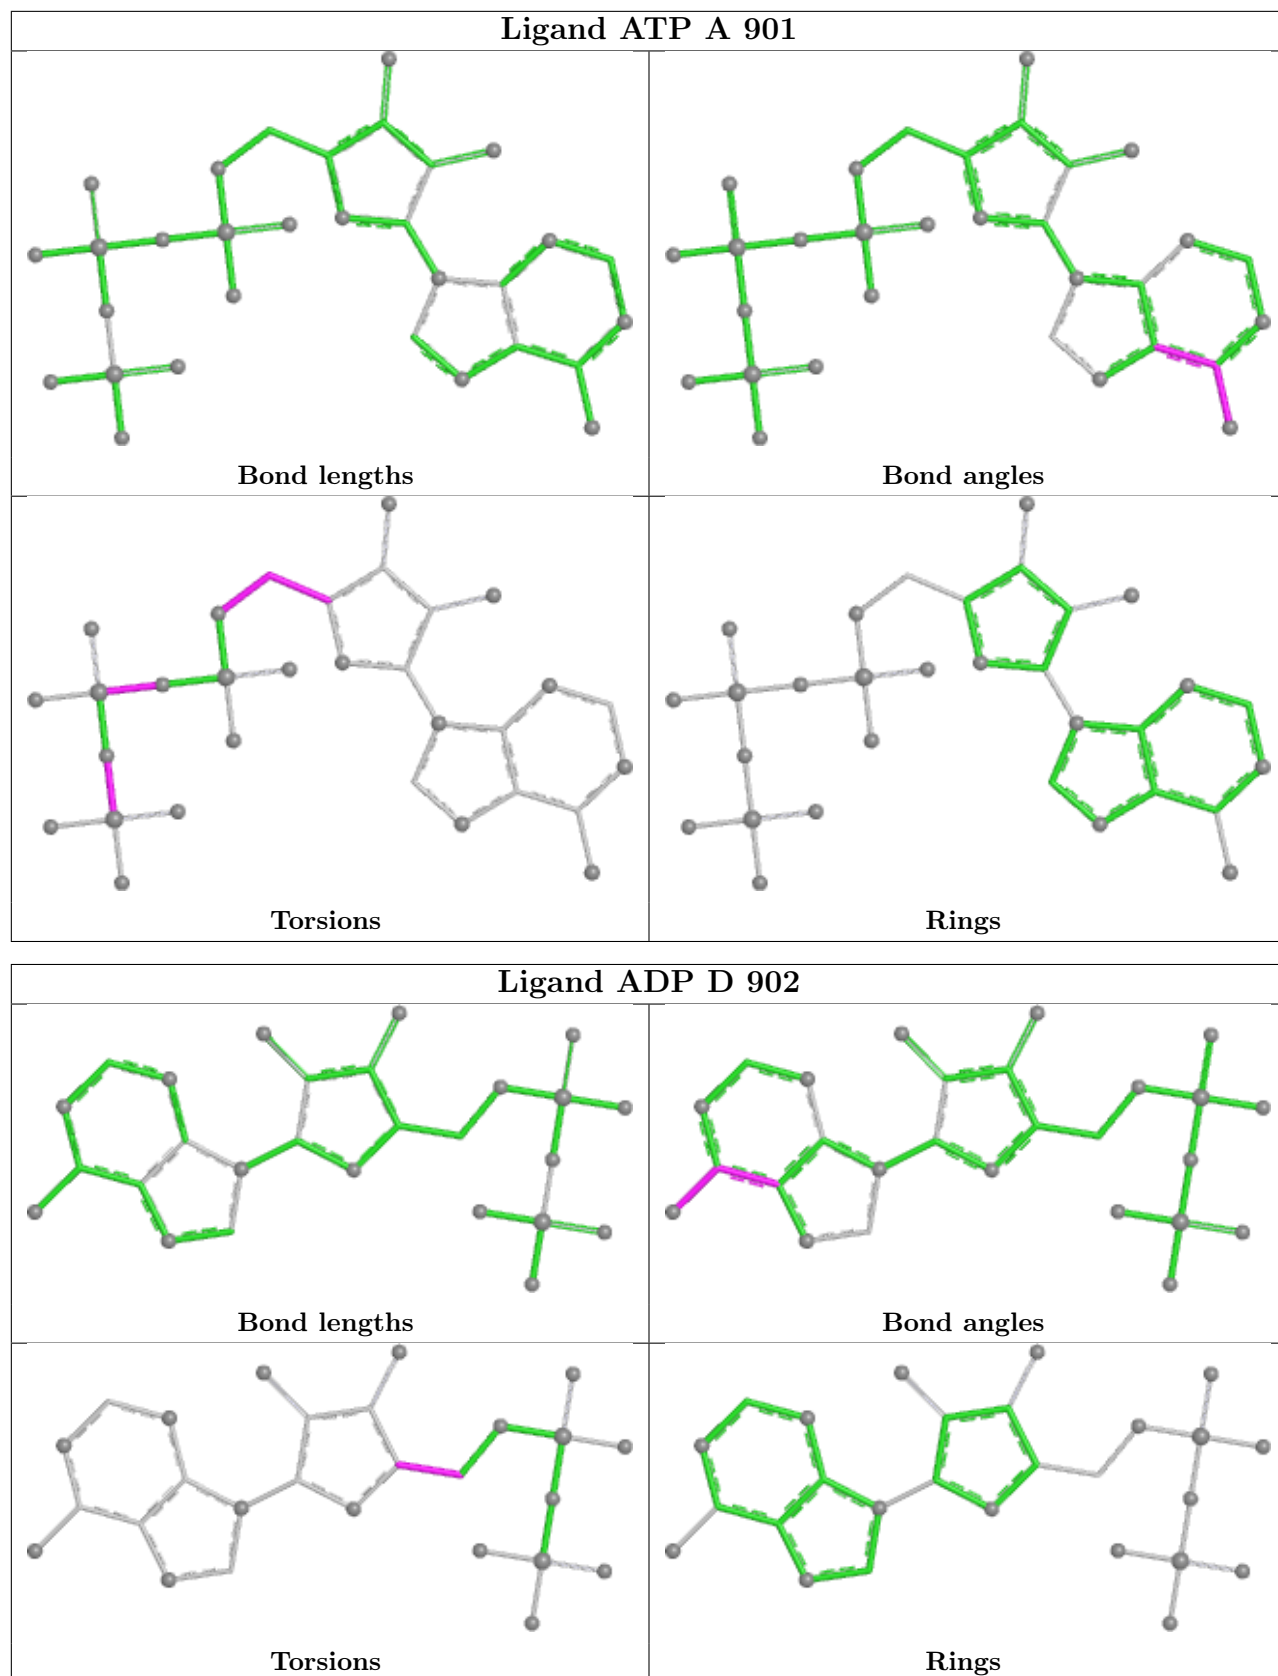 Ligand ATP A 901
Bond lengths
Bond angles
Torsions
Rings
Ligand ADP D 902
Bond lengths
Bond angles
Torsions
Rings